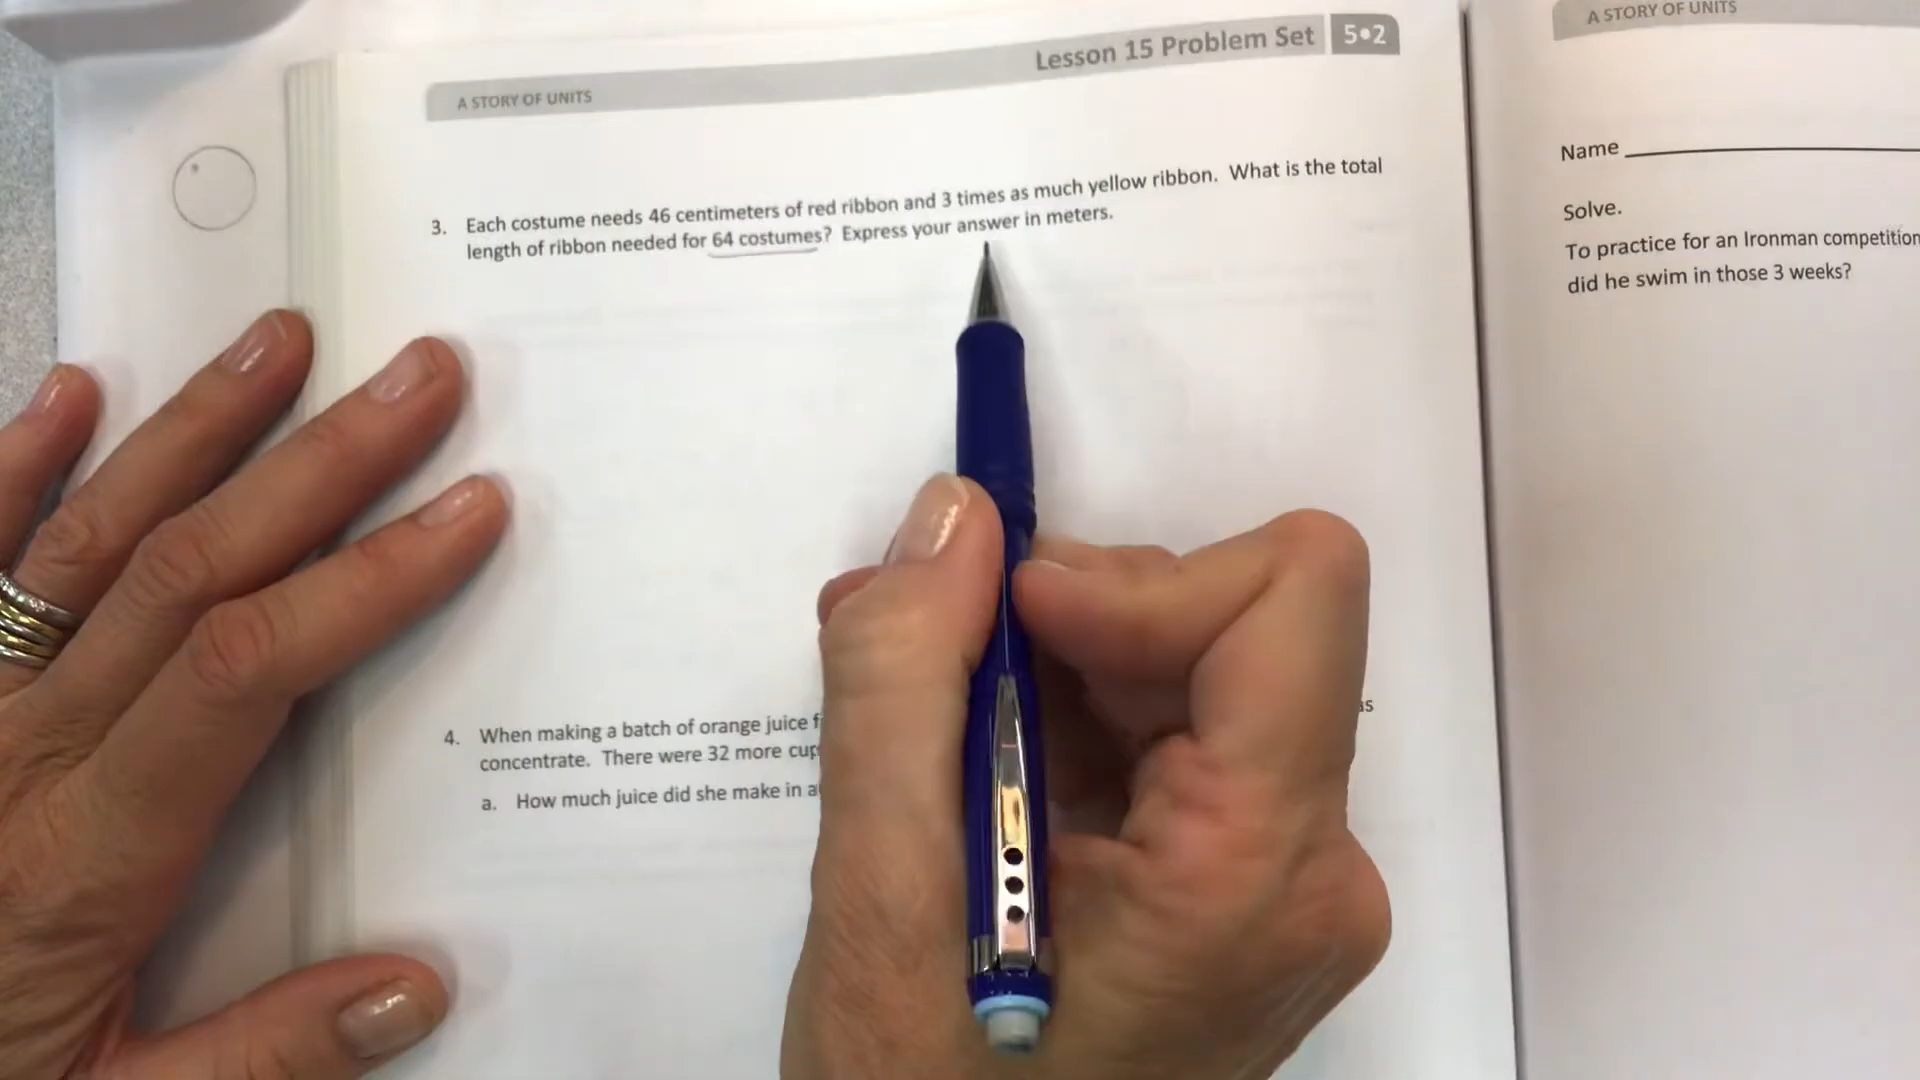 A STORY OF UNITS
Lesson 15 Problem Set 5•2
3. Each costume needs 46 centimeters of red ribbon and 3 times as much yellow ribbon. What is the total
length of ribbon needed for 64 costumes? Express your answer in meters.
4. When making a batch of orange juice
concentrate. There were 32 more
a. How much juice did she make in
A STORY OF UNITS
Name
Solve.
To practice for an Ironman competition
did he swim in those 3 weeks?